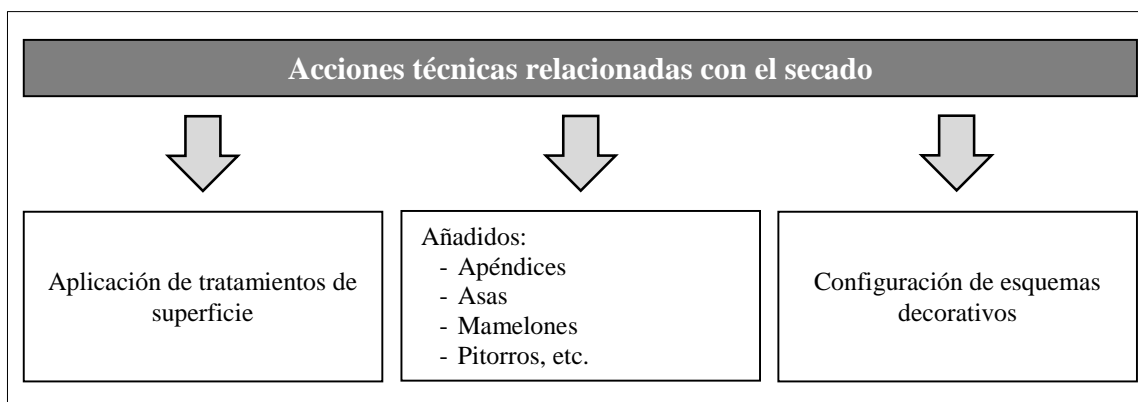 Acciones técnicas relacionadas con el secado
Aplicación de tratamientos de
superficie
Añadidos:
- Apéndices
- Asas
- Mamelones
- Pitorros, etc.
Configuración de esquemas
decorativos